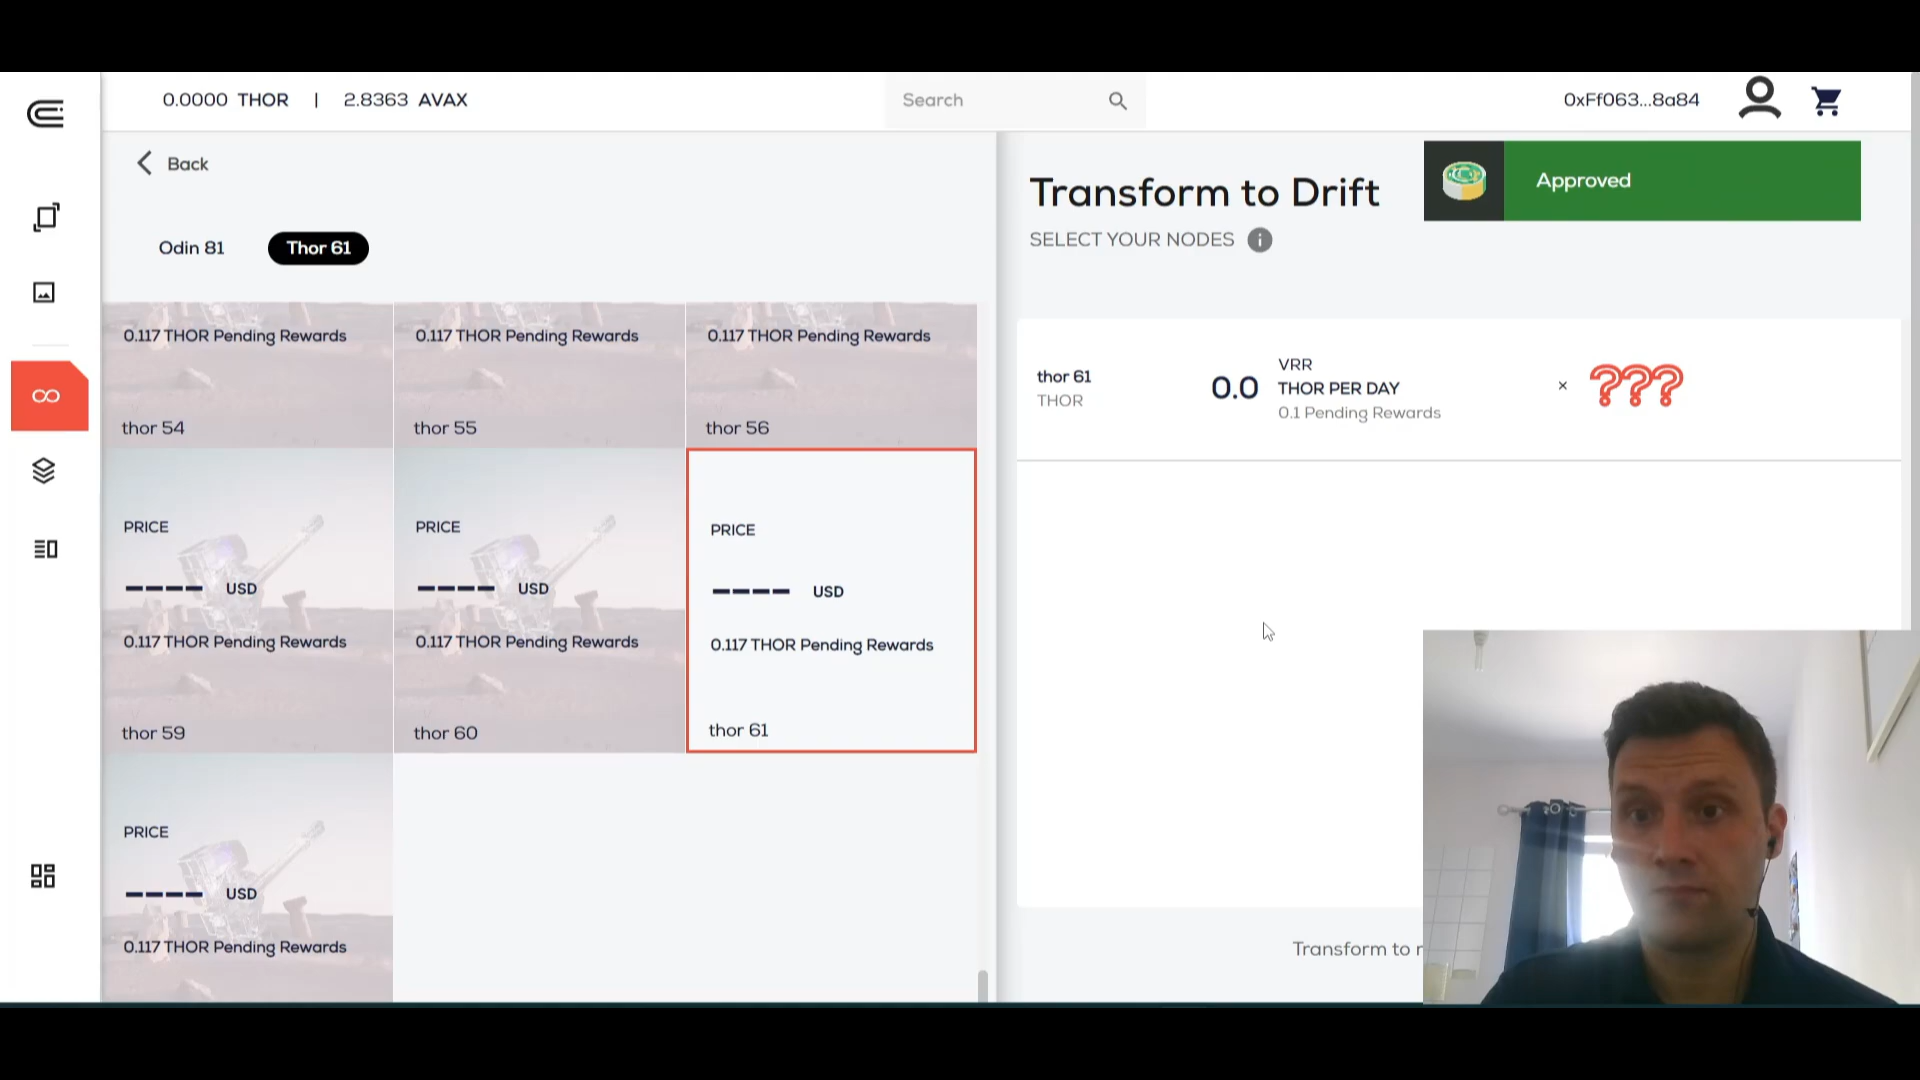 0.0000 THOR | 2.8363 AVAX
Search
0xFf063...8a84
Back
Odin 81
Thor 61
0.117 THOR Pending Rewards
thor 54
0.117 THOR Pending Rewards
thor 55
0.117 THOR Pending Rewards
thor 56
PRICE
---- USD
0.117 THOR Pending Rewards
thor 59
PRICE
---- USD
0.117 THOR Pending Rewards
thor 60
PRICE
---- USD
0.117 THOR Pending Rewards
thor 61
PRICE
---- USD
0.117 THOR Pending Rewards
Transform to Drift
SELECT YOUR NODES
Approved
thor 61
THOR
0.0
VRR
THOR PER DAY
0.1 Pending Rewards
× ???
Transform to